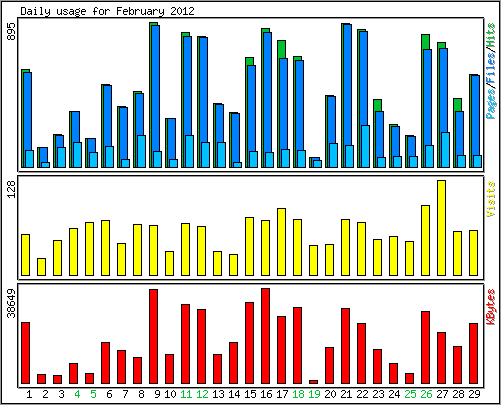 Daily usage for February 2012
895
Pages/Files/Hits
128
Visits
38649
KBytes
1 2 3 4 5 6 7 8 9 10 11 12 13 14 15 16 17 18 19 20 21 22 23 24 25 26 27 28 29